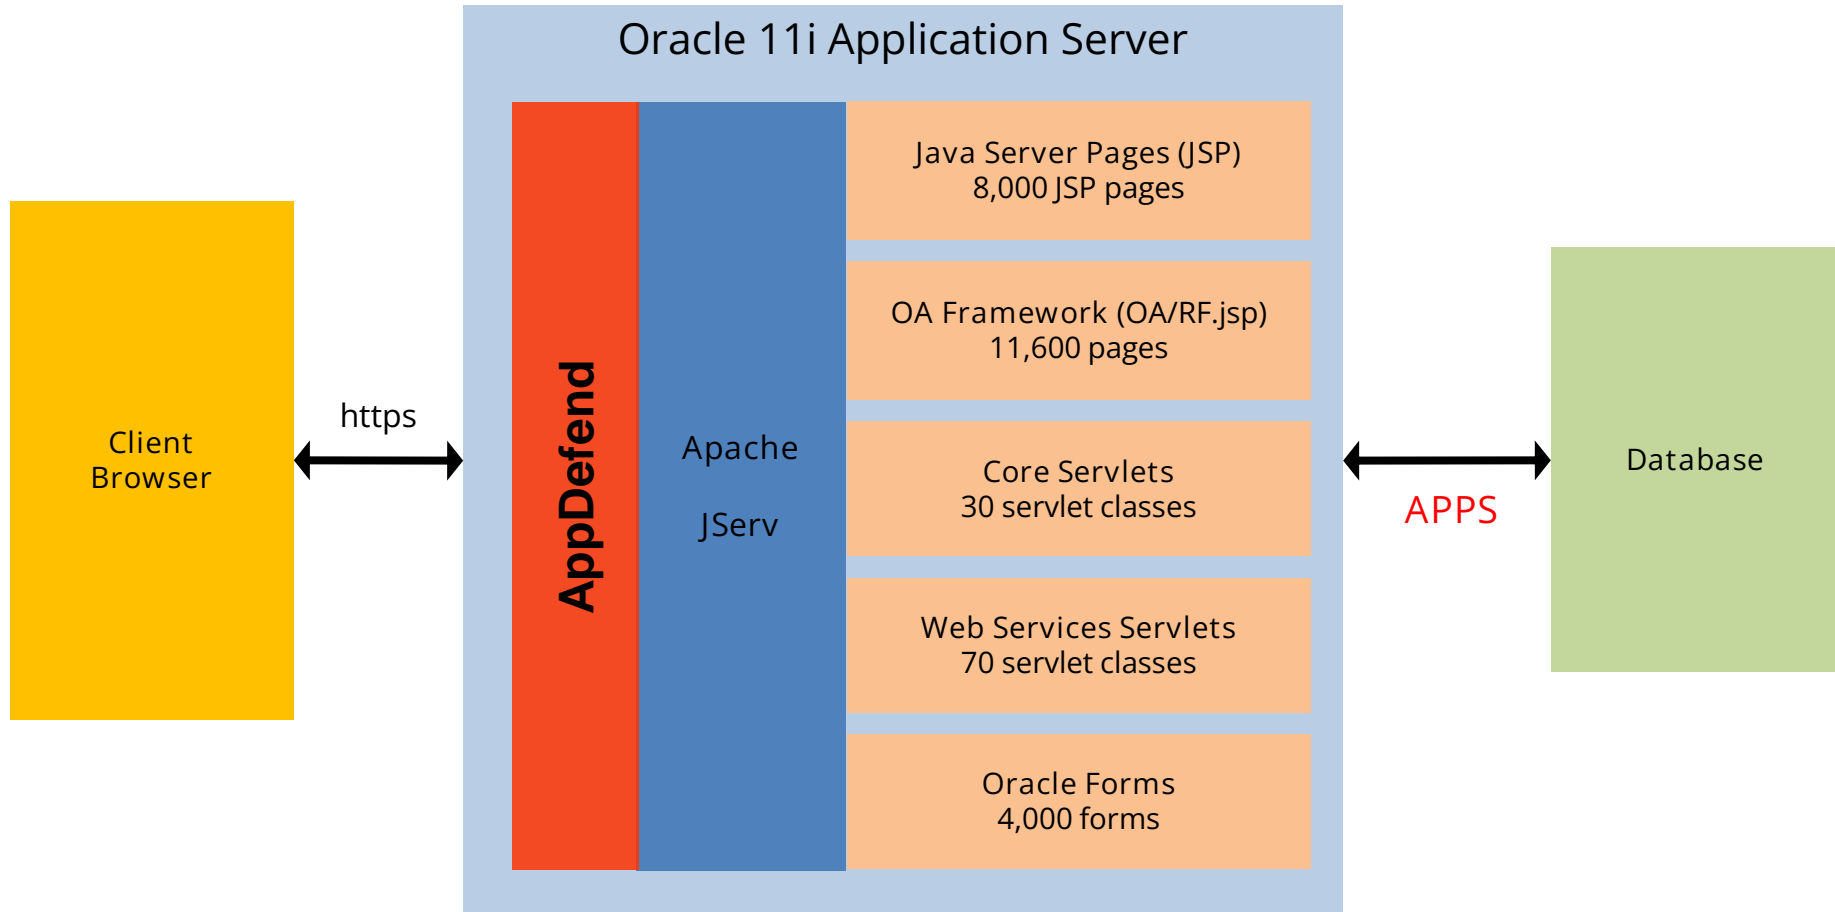 Oracle 11i Application Server
Client
Browser
https
AppDefend
Apache
JServ
Java Server Pages (JSP)
8,000 JSP pages
OA Framework (OA/RF.jsp)
11,600 pages
Core Servlets
30 servlet classes
Web Services Servlets
70 servlet classes
Oracle Forms
4,000 forms
APPS
Database